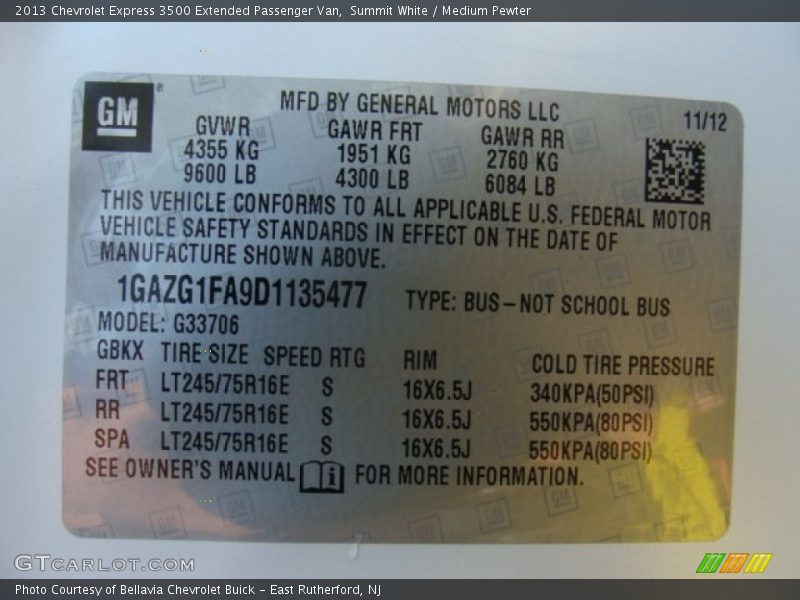 2013 Chevrolet Express 3500 Extended Passenger Van,  Summit White / Medium Pewter
GM®
MFD BY GENERAL MOTORS LLC
11/12
GVWR GAWR FRT GAWR RR
4355 KG 1951 KG 2760 KG
9600 LB 4300 LB 6084 LB
THIS VEHICLE CONFORMS TO ALL APPLICABLE U.S. FEDERAL MOTOR
VEHICLE SAFETY STANDARDS IN EFFECT ON THE DATE OF
MANUFACTURE SHOWN ABOVE.
1GAZG1FA9D1135477 TYPE: BUS-NOT SCHOOL BUS
MODEL: G33706
GBKX TIRE SIZE SPEED RTG RIM COLD TIRE PRESSURE
FRT LT245/75R16E S 16X6.5J 340KPA(50PSI)
RR LT245/75R16E S 16X6.5J 550KPA(80PSI)
SPA LT245/75R16E S 16X6.5J 550KPA(80PSI)
SEE OWNER'S MANUAL FOR MORE INFORMATION.
GTCARLOT.COM
Photo Courtesy of Bellavia Chevrolet Buick - East Rutherford, NJ